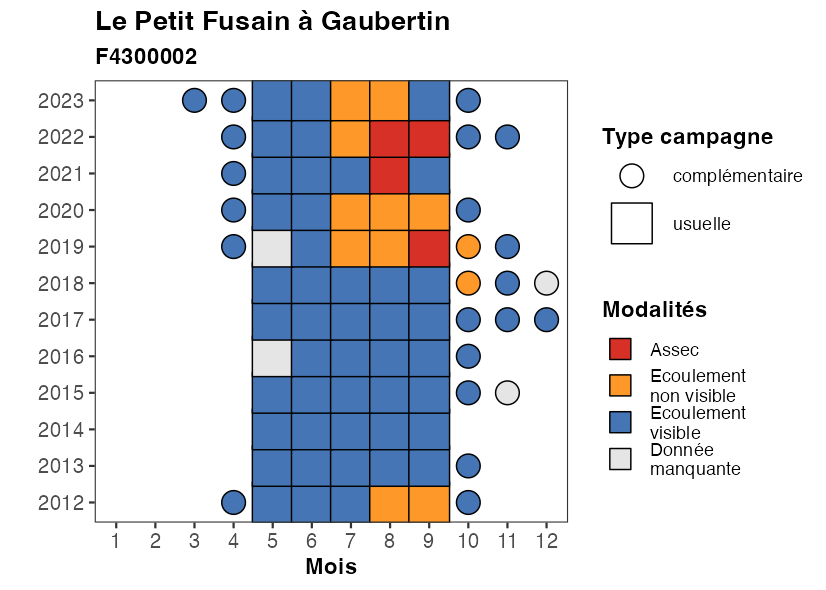 Le Petit Fusain à Gaubertin
F4300002
2023
2022
2021
2020
2019
2018
2017
2016
2015
2014
2013
2012
1 2 3 4 5 6 7 8 9 10 11 12
Mois
Type campagne
complémentaire
usuelle
Modalités
Assec
Ecoulement
non visible
Ecoulement
visible
Donnée
manquante